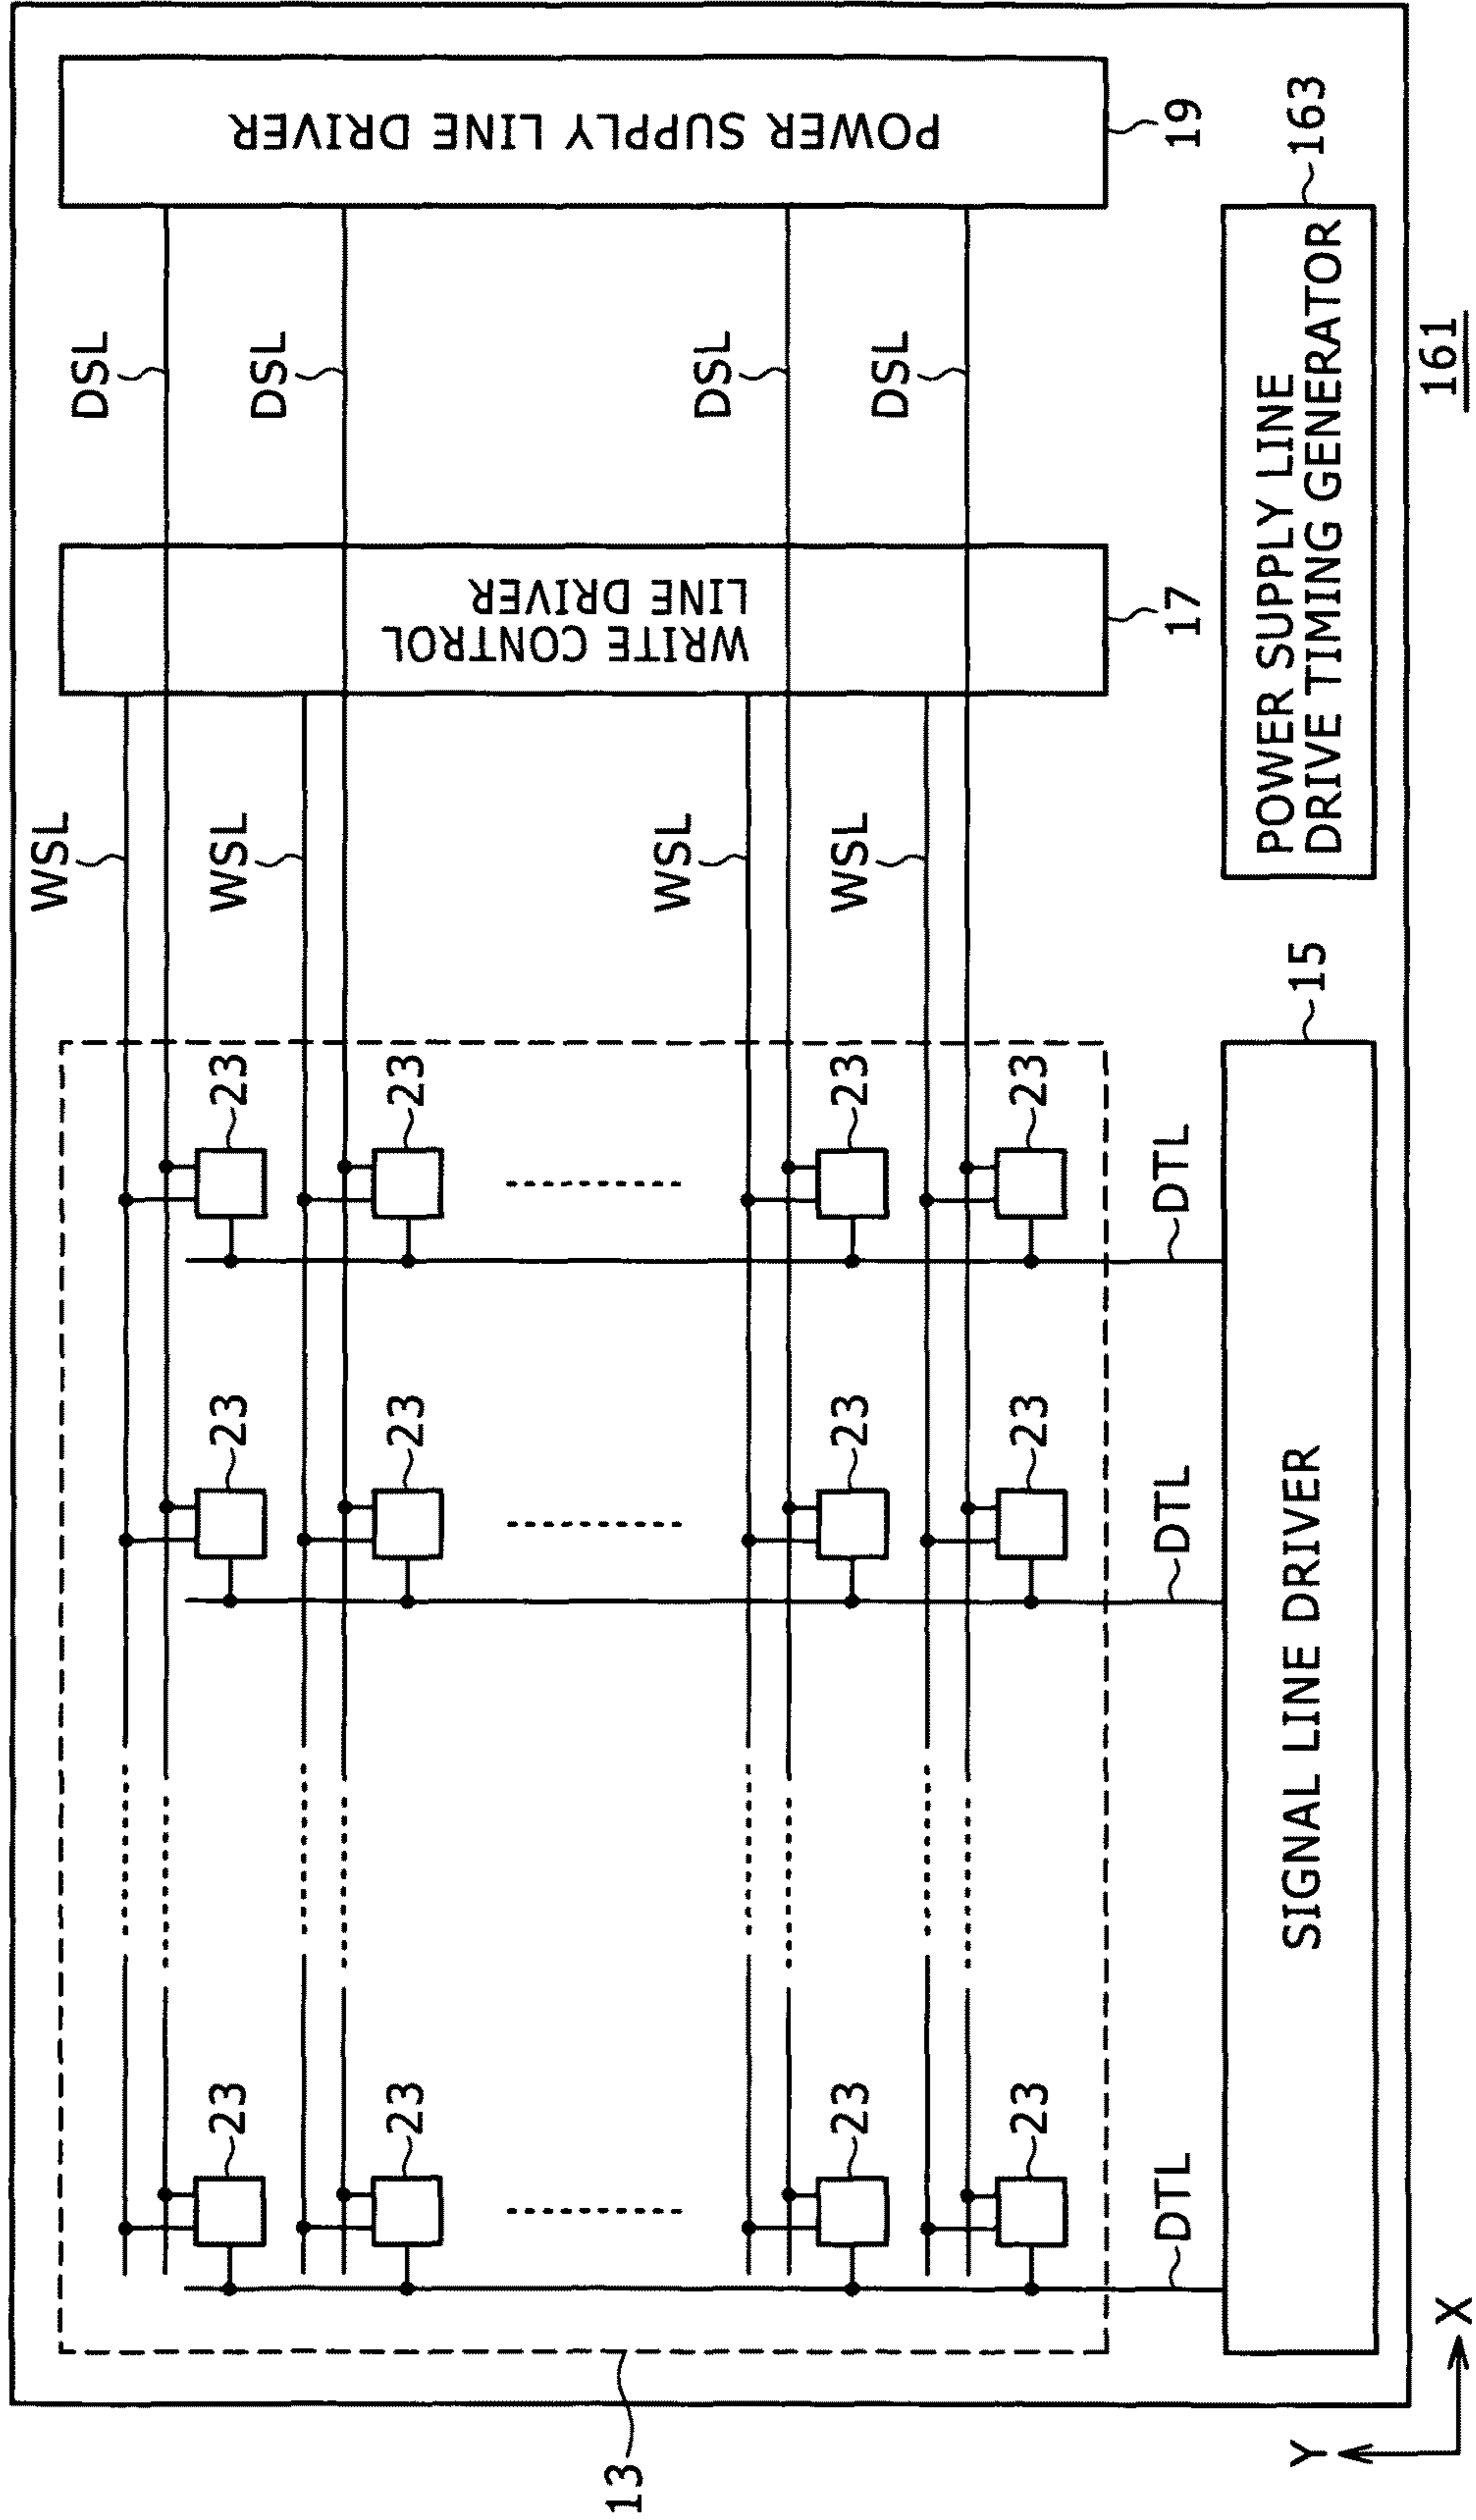 POWER SUPPLY LINE DRIVER
19
163
DSL
DSL
DSL
DSL
161
WRITE CONTROL
LINE DRIVER
17
POWER SUPPLY LINE
DRIVE TIMING GENERATOR
WSL
WSL
WSL
WSL
15
23
23
23
23
DTL
23
23
23
23
DTL
SIGNAL LINE DRIVER
23
23
23
23
DTL
X
Y
13